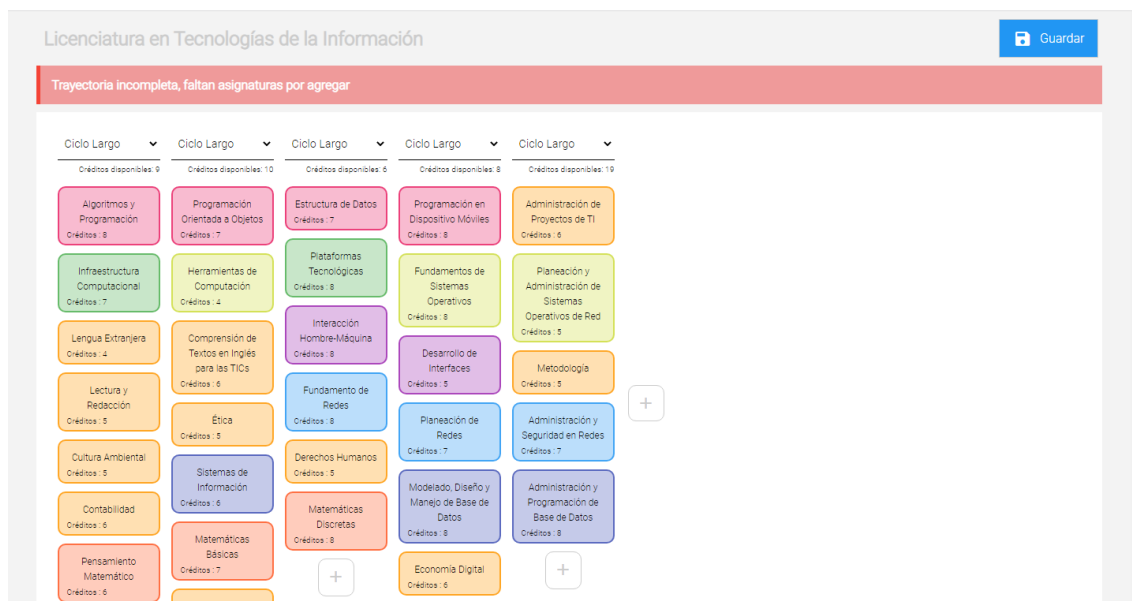 Licenciatura en Tecnologías de la Información
Guardar
Trayectoria incompleta, faltan asignaturas por agregar
Ciclo Largo
Créditos disponibles: 9
Algoritmos y
Programación
Créditos : 8
Infraestructura
Computacional
Créditos : 7
Lengua Extranjera
Créditos : 4
Lectura y
Redacción
Créditos : 5
Cultura Ambiental
Créditos : 5
Contabilidad
Créditos : 6
Pensamiento
Matemático
Créditos : 6
Ciclo Largo
Créditos disponibles: 10
Programación
Orientada a Objetos
Créditos : 7
Herramientas de
Computación
Créditos : 4
Comprensión de
Textos en Inglés
para las TICs
Créditos : 6
Ética
Créditos : 5
Sistemas de
Información
Créditos : 6
Matemáticas
Básicas
Créditos : 7
Ciclo Largo
Créditos disponibles: 6
Estructura de Datos
Créditos : 7
Plataformas
Tecnológicas
Créditos : 8
Interacción
Hombre-Máquina
Créditos : 8
Fundamento de
Redes
Créditos : 8
Derechos Humanos
Créditos : 5
Matemáticas
Discretas
Créditos : 8
+
Ciclo Largo
Créditos disponibles: 8
Programación en
Dispositivo Móviles
Créditos : 8
Fundamentos de
Sistemas
Operativos
Créditos : 8
Desarrollo de
Interfaces
Créditos : 5
Planeación de
Redes
Créditos : 7
Modelado, Diseño y
Manejo de Base de
Datos
Créditos : 8
Economía Digital
Créditos : 6
Ciclo Largo
Créditos disponibles: 19
Administración de
Proyectos de TI
Créditos : 6
Planeación y
Administración de
Sistemas
Operativos de Red
Créditos : 5
Metodología
Créditos : 5
Administración y
Seguridad en Redes
Créditos : 7
Administración y
Programación de
Base de Datos
Créditos : 8
+
+